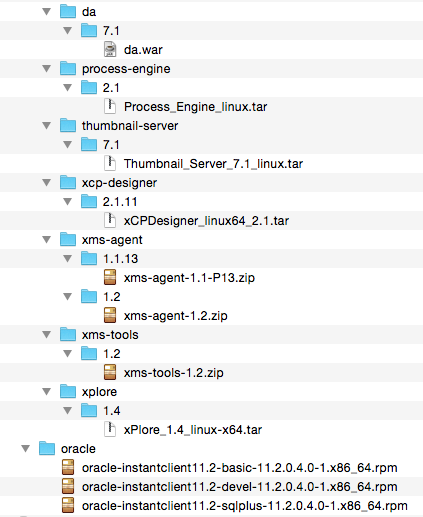 da
7.1
da.war
process-engine
2.1
Process_Engine_linux.tar
thumbnail-server
7.1
Thumbnail_Server_7.1_linux.tar
xcp-designer
2.1.11
xCPDesigner_linux64_2.1.tar
xms-agent
1.1.13
xms-agent-1.1-P13.zip
1.2
xms-agent-1.2.zip
xms-tools
1.2
xms-tools-1.2.zip
xplore
1.4
xPlore_1.4_linux-x64.tar
oracle
oracle-instantclient11.2-basic-11.2.0.4.0-1.x86_64.rpm
oracle-instantclient11.2-devel-11.2.0.4.0-1.x86_64.rpm
oracle-instantclient11.2-sqlplus-11.2.0.4.0-1.x86_64.rpm